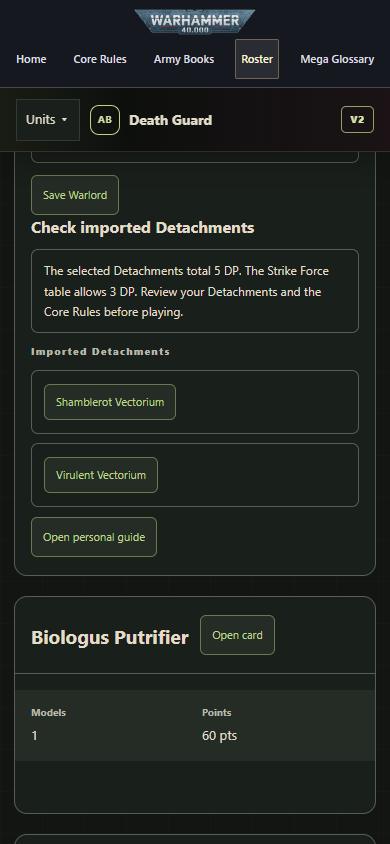 WARHAMMER
40,000
Home Core Rules Army Books Roster Mega Glossary
Units AB Death Guard V2
Save Warlord
Check imported Detachments
The selected Detachments total 5 DP. The Strike Force
table allows 3 DP. Review your Detachments and the
Core Rules before playing.
Imported Detachments
Shamblerot Vectorium
Virulent Vectorium
Open personal guide
Biologus Putrifier Open card
Models Points
1 60 pts